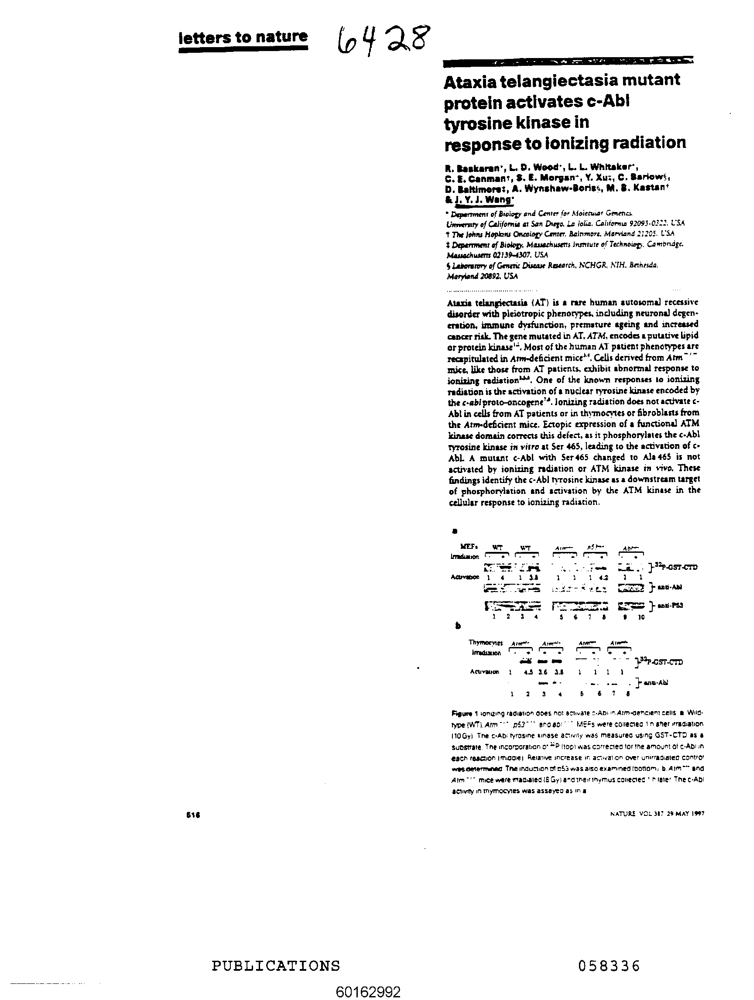 letters to nature
6428
Ataxia telangiectasia mutant
protein activates c-Abl
tyrosine kinase in
response to ionizing radiation
R. Baskaran*, L. D. Wood*, L. L. Whitaker*,
C. E. Canman†, S. E. Morgan*, Y. Xu‡, C. Barlow§,
D. Baltimore‡, A. Wynshaw-Boris§, M. B. Kastan†
& J. Y. J. Wang*
* Department of Biology and Center for Molecular Genetics,
University of California at San Diego, La Jolla, California 92093-0322, USA
† The Johns Hopkins Oncology Center, Baltimore, Maryland 21205, USA
‡ Department of Biology, Massachusetts Institute of Technology, Cambridge,
Massachusetts 02139-4307, USA
§ Laboratory of Genetic Disease Research, NCHGR, NIH, Bethesda,
Maryland 20892, USA
Ataxia telangiectasia (AT) is a rare human autosomal recessive
disorder with pleiotropic phenotypes, including neuronal degen-
eration, immune dysfunction, premature ageing and increased
cancer risk. The gene mutated in AT, ATM, encodes a putative lipid
or protein kinase. Most of the human AT patient phenotypes are
recapitulated in Atm-deficient mice. Cells derived from Atm−/−
mice, like those from AT patients, exhibit abnormal response to
ionizing radiation. One of the known responses to ionizing
radiation is the activation of a nuclear tyrosine kinase encoded by
the c-abl proto-oncogene. Ionizing radiation does not activate c-
Abl in cells from AT patients or in thymocytes or fibroblasts from
the Atm-deficient mice. Ectopic expression of a functional ATM
kinase domain corrects this defect, as it phosphorylates the c-Abl
tyrosine kinase in vitro at Ser 465, leading to the activation of c-
Abl. A mutant c-Abl with Ser 465 changed to Ala 465 is not
activated by ionizing radiation or ATM kinase in vivo. These
findings identify the c-Abl tyrosine kinase as a downstream target
of phosphorylation and activation by the ATM kinase in the
cellular response to ionizing radiation.
a
MEFs WT WT Atm p53 Abl
Irradiation - + - + - + - + - +
32P-GST-CTD
Activation 1 4 1 3.8 1 1 1 4.2 1 1
anti-Abl
anti-P53
1 2 3 4 5 6 7 8 9 10
b
Thymocytes Atm Atm Atm Atm
Irradiation - + - + - + - +
32P-GST-CTD
Activation 1 4.5 3.6 3.8 1 1 1 1
anti-Abl
1 2 3 4 5 6 7 8
Figure 1 Ionizing radiation does not activate c-Abl in Atm-deficient cells. a, Wild-
type (WT), Atm−/−, p53−/− and abl−/− MEFs were collected 1 h after irradiation
(10 Gy). The c-Abl tyrosine kinase activity was measured using GST-CTD as a
substrate. The incorporation of 32P (top) was corrected for the amount of c-Abl in
each reaction (middle). Relative increase in activation over unirradiated control
was determined. The induction of p53 was also examined (bottom). b, Atm and
Atm mice were irradiated (8 Gy) and their thymus collected 1 h later. The c-Abl
activity in thymocytes was assayed as in a
516
NATURE VOL 387 29 MAY 1997
PUBLICATIONS
058336
60162992